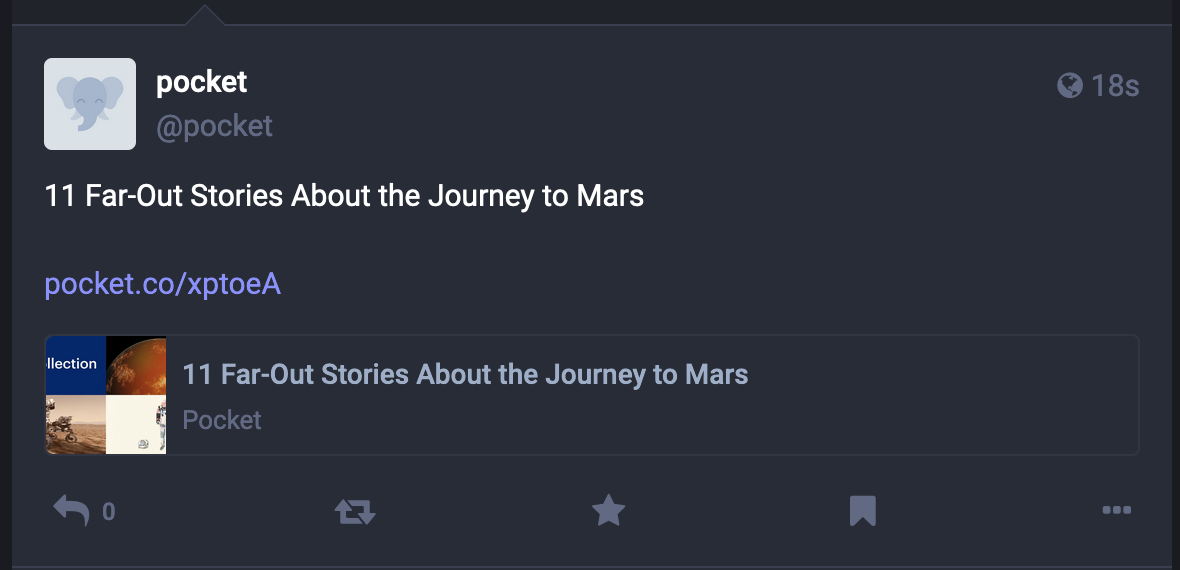 pocket
18s
@pocket
11 Far-Out Stories About the Journey to Mars
pocket.co/xptoeA
llection
11 Far-Out Stories About the Journey to Mars
Pocket
0